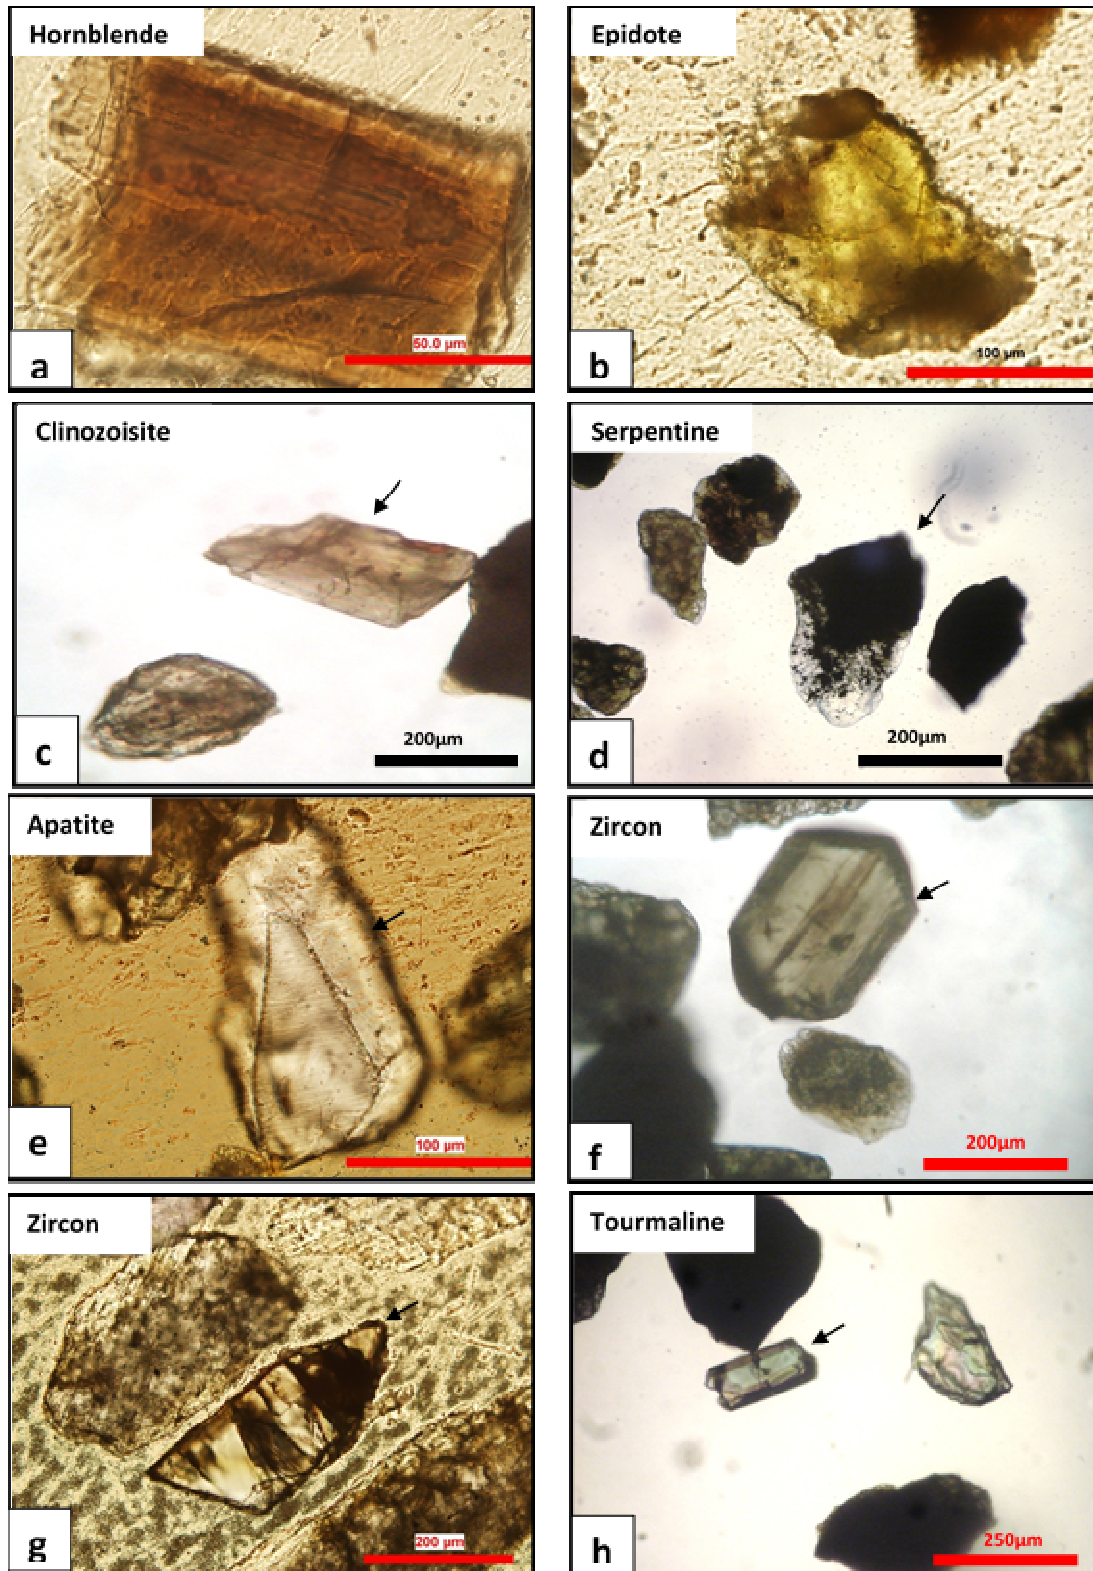 Hornblende
50.0 µm
a
Epidote
100 µm
b
Clinozoisite
200µm
c
Serpentine
200µm
d
Apatite
100 µm
e
Zircon
200µm
f
Zircon
200 µm
g
Tourmaline
250µm
h